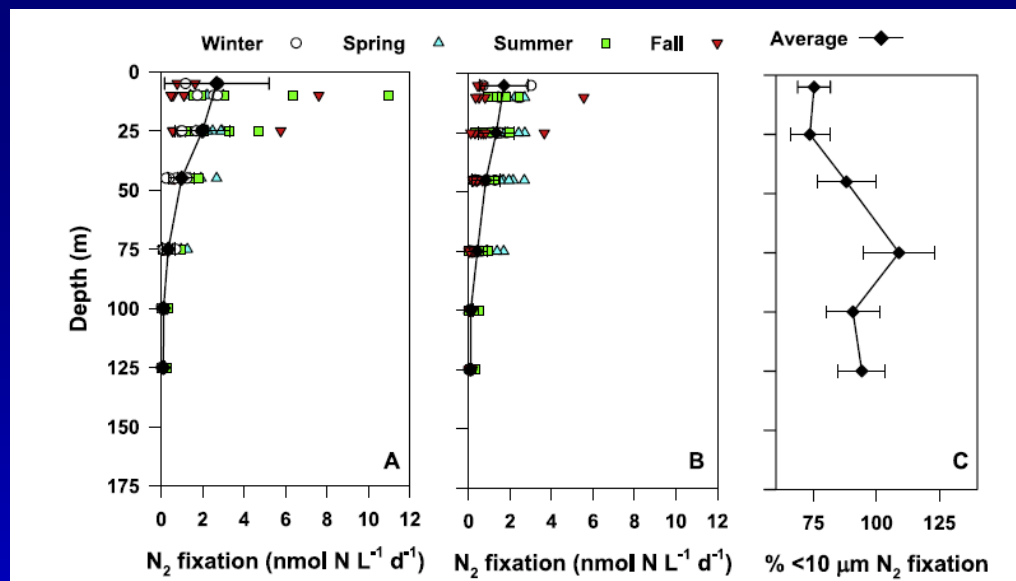 Winter Spring Summer Fall Average
0
25
50
75
100
125
150
175
Depth (m)
A
B
C
0 2 4 6 8 10 12
0 2 4 6 8 10 12
75 100 125
N₂ fixation (nmol N L⁻¹ d⁻¹)
N₂ fixation (nmol N L⁻¹ d⁻¹)
% <10 μm N₂ fixation